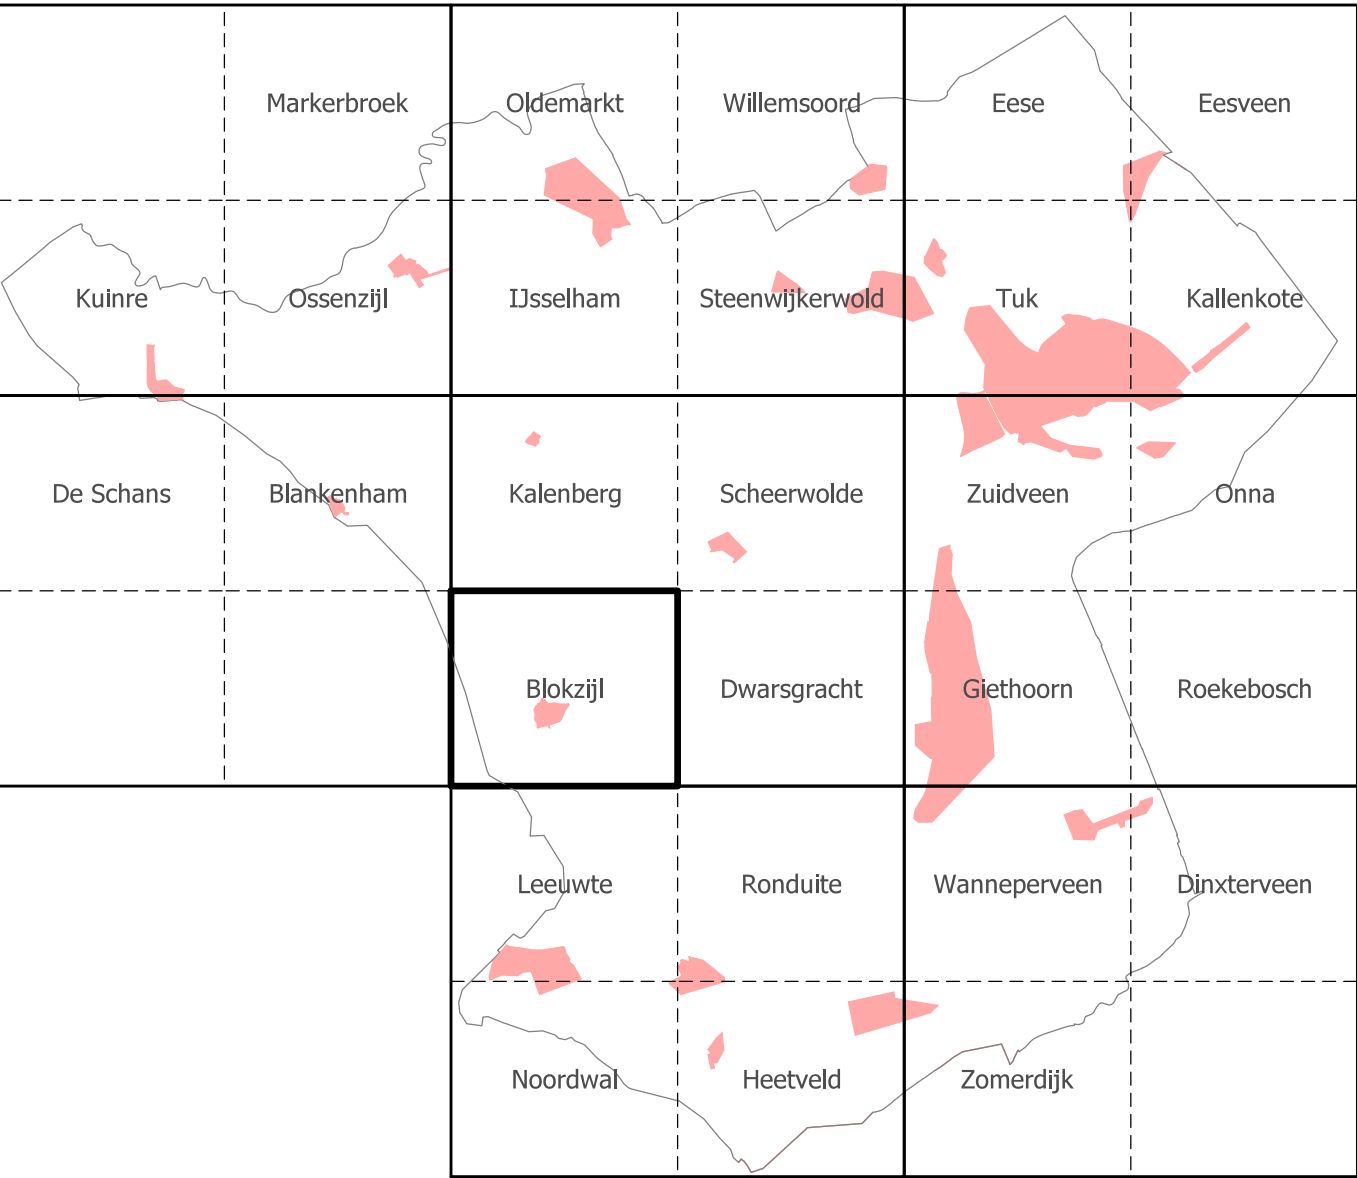 Markerbroek
Oldemarkt
Willemsoord
Eese
Eesveen
Kuinre
Ossenzijl
IJsselham
Steenwijkerwold
Tuk
Kallenkote
De Schans
Blankenham
Kalenberg
Scheerwolde
Zuidveen
Onna
Blokzijl
Dwarsgracht
Giethoorn
Roekebosch
Leeuwte
Ronduite
Wanneperveen
Dinxterveen
Noordwal
Heetveld
Zomerdijk